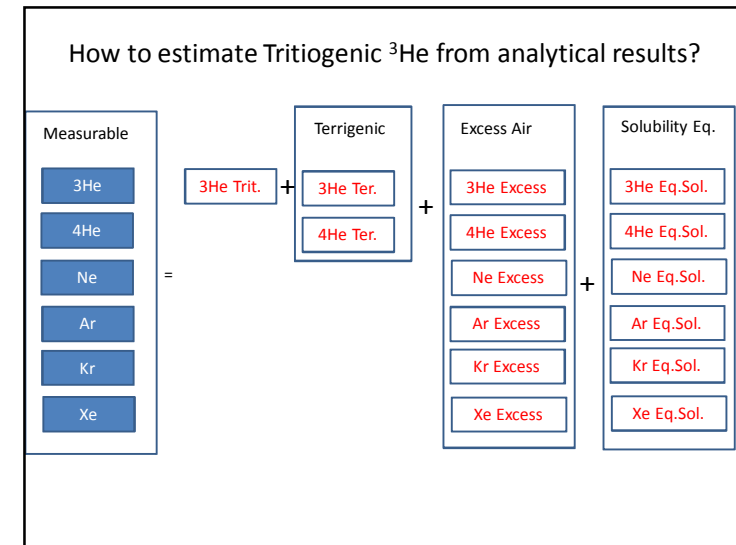 How to estimate Tritiogenic ³He from analytical results?
Measurable
3He
4He
Ne
Ar
Kr
Xe
=
3He Trit.
+
Terrigenic
3He Ter.
4He Ter.
+
Excess Air
3He Excess
4He Excess
Ne Excess
Ar Excess
Kr Excess
Xe Excess
+
Solubility Eq.
3He Eq.Sol.
4He Eq.Sol.
Ne Eq.Sol.
Ar Eq.Sol.
Kr Eq.Sol.
Xe Eq.Sol.